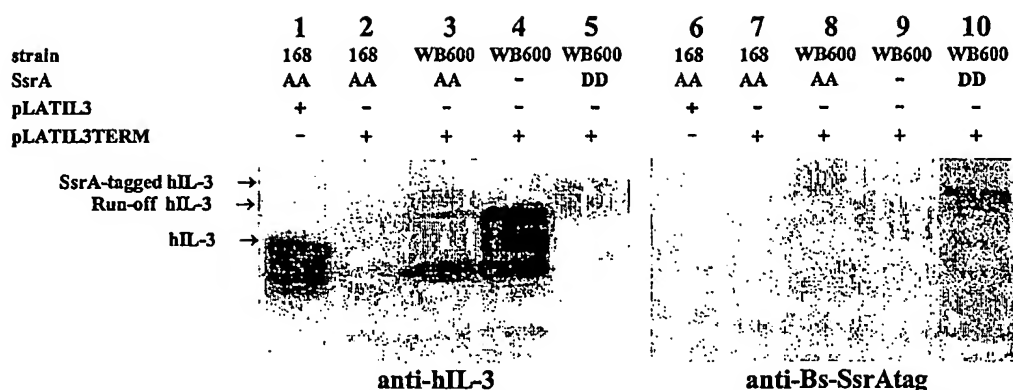 1 2 3 4 5 6 7 8 9 10
strain 168 168 WB600 WB600 WB600 168 168 WB600 WB600 WB600
SsrA AA AA AA - DD AA AA AA - DD
pLATIL3 + - - - - + - - - -
pLATIL3TERM - + + + + - + + + +
SsrA-tagged hIL-3 →
Run-off hIL-3 →
hIL-3 →
anti-hIL-3 anti-Bs-SsrAtag